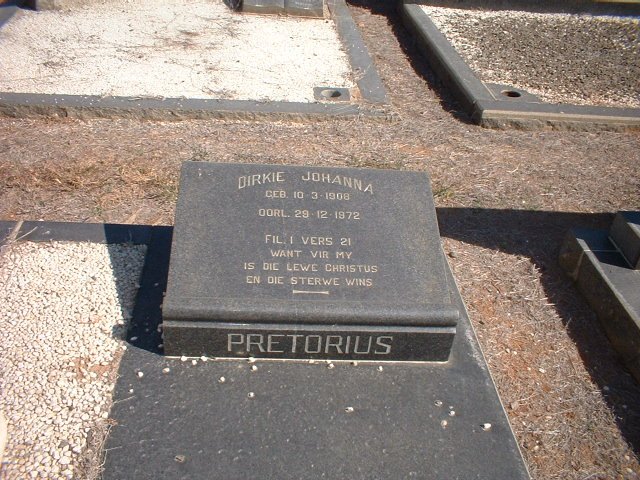 DIRKIE JOHANNA
GEB. 10-3-1908
OORL. 29-12-1972
FIL. 1 VERS 21
WANT VIR MY
IS DIE LEWE CHRISTUS
EN DIE STERWE WINS
PRETORIUS